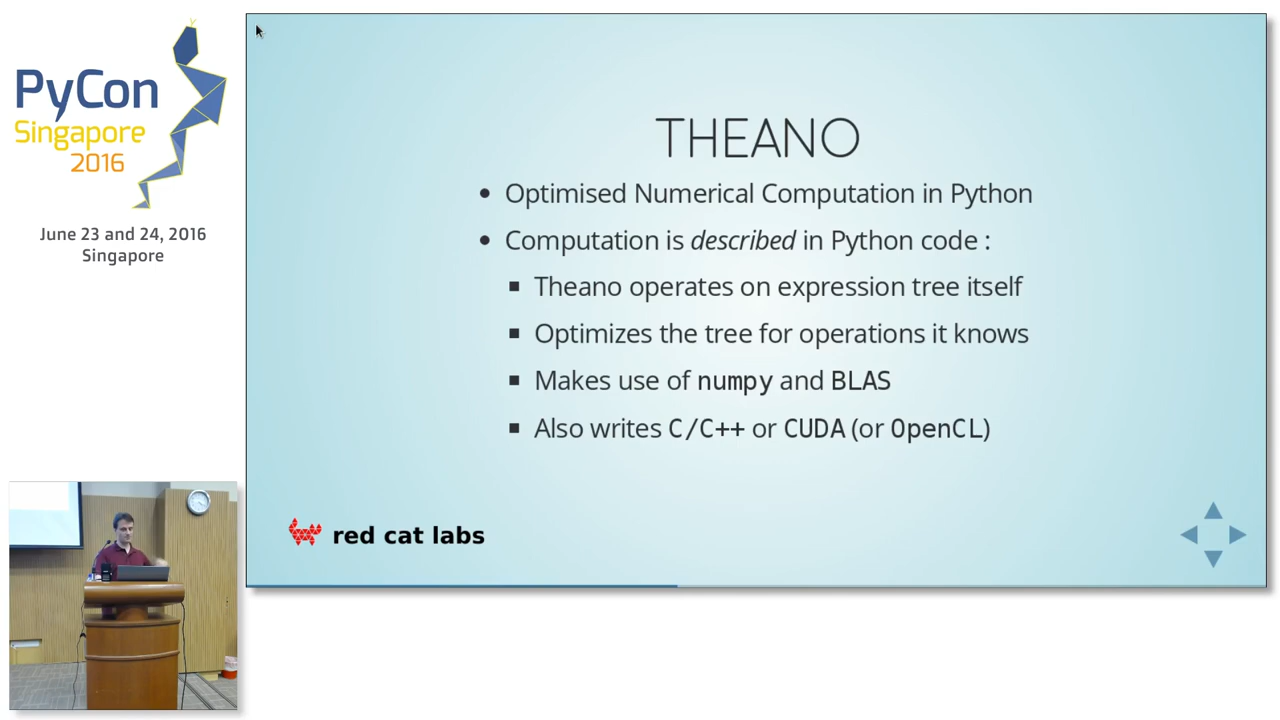 PyCon
Singapore
2016
June 23 and 24, 2016
Singapore
THEANO
Optimised Numerical Computation in Python
Computation is described in Python code :
Theano operates on expression tree itself
Optimizes the tree for operations it knows
Makes use of numpy and BLAS
Also writes C/C++ or CUDA (or OpenCL)
red cat labs